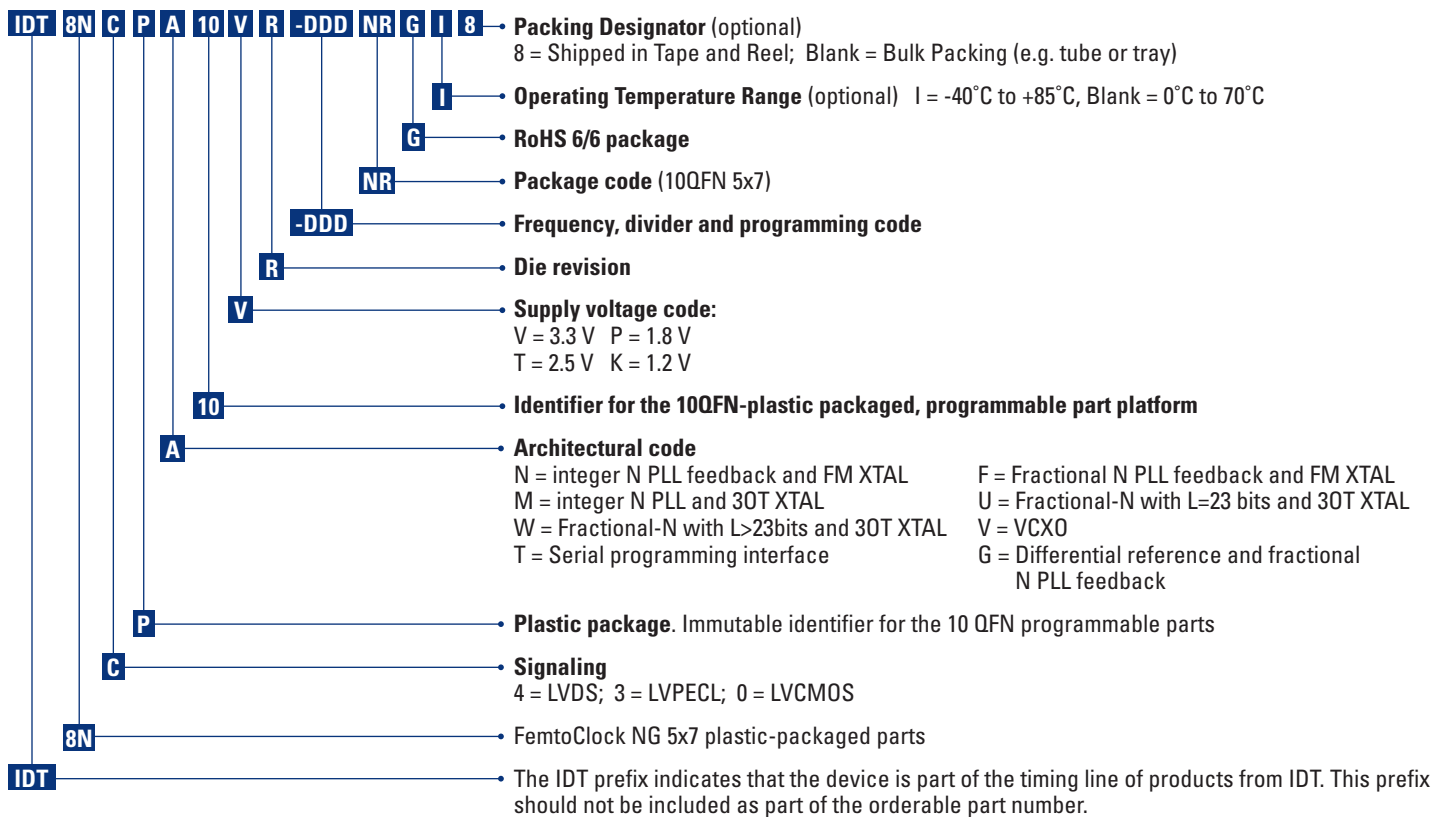 IDT 8N C P A 10 V R -DDD NR G I 8 Packing Designator (optional)
8 = Shipped in Tape and Reel; Blank = Bulk Packing (e.g. tube or tray)
I Operating Temperature Range (optional) I = -40˚C to +85˚C, Blank = 0˚C to 70˚C
G RoHS 6/6 package
NR Package code (10QFN 5x7)
-DDD Frequency, divider and programming code
R Die revision
V Supply voltage code:
V = 3.3 V P = 1.8 V
T = 2.5 V K = 1.2 V
10 Identifier for the 10QFN-plastic packaged, programmable part platform
A Architectural code
N = integer N PLL feedback and FM XTAL F = Fractional N PLL feedback and FM XTAL
M = integer N PLL and 3OT XTAL U = Fractional-N with L=23 bits and 3OT XTAL
W = Fractional-N with L>23bits and 3OT XTAL V = VCXO
T = Serial programming interface G = Differential reference and fractional
N PLL feedback
P Plastic package. Immutable identifier for the 10 QFN programmable parts
C Signaling
4 = LVDS; 3 = LVPECL; 0 = LVCMOS
8N FemtoClock NG 5x7 plastic-packaged parts
IDT The IDT prefix indicates that the device is part of the timing line of products from IDT. This prefix
should not be included as part of the orderable part number.